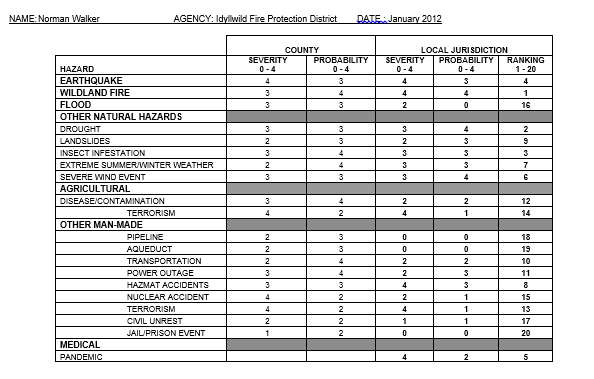 NAME: Norman Walker AGENCY: Idyllwild Fire Protection District DATE: January 2012
COUNTY LOCAL JURISDICTION
SEVERITY PROBABILITY SEVERITY PROBABILITY RANKING
HAZARD 0 - 4 0 - 4 0 - 4 0 - 4 1 - 20
EARTHQUAKE 4 3 4 3 4
WILDLAND FIRE 3 4 4 4 1
FLOOD 3 3 2 0 16
OTHER NATURAL HAZARDS
DROUGHT 3 3 3 4 2
LANDSLIDES 2 3 2 3 9
INSECT INFESTATION 3 4 3 3 3
EXTREME SUMMER/WINTER WEATHER 2 4 3 3 7
SEVERE WIND EVENT 3 3 3 4 6
AGRICULTURAL
DISEASE/CONTAMINATION 3 4 2 2 12
TERRORISM 4 2 4 1 14
OTHER MAN-MADE
PIPELINE 2 3 0 0 18
AQUEDUCT 2 3 0 0 19
TRANSPORTATION 2 4 2 2 10
POWER OUTAGE 3 4 2 3 11
HAZMAT ACCIDENTS 3 3 4 3 8
NUCLEAR ACCIDENT 4 2 2 1 15
TERRORISM 4 2 4 1 13
CIVIL UNREST 2 2 1 1 17
JAIL/PRISON EVENT 1 2 0 0 20
MEDICAL
PANDEMIC 4 2 5